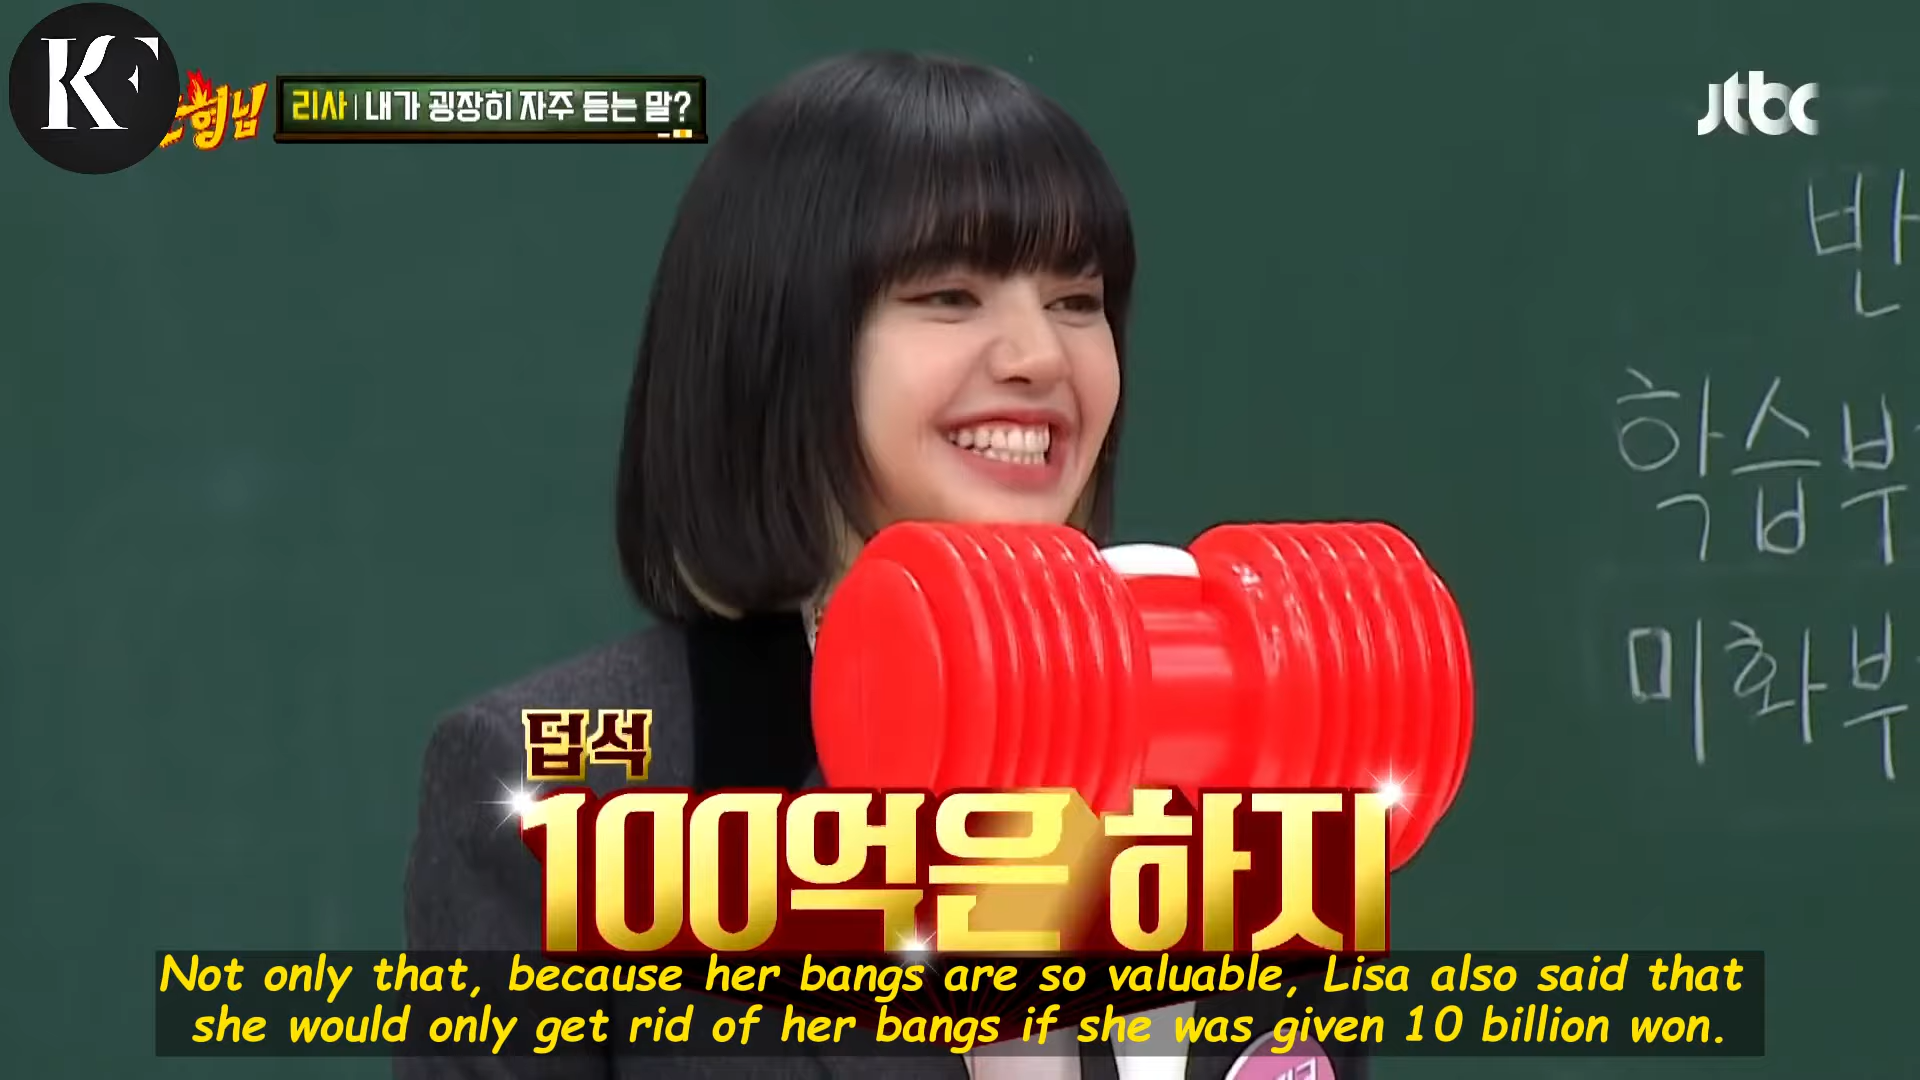 KF
형님
리사 | 내가 굉장히 자주 듣는 말?
jtbc
반
학습부
미화부
덥석
100억은 하지
Not only that, because her bangs are so valuable, Lisa also said that
she would only get rid of her bangs if she was given 10 billion won.